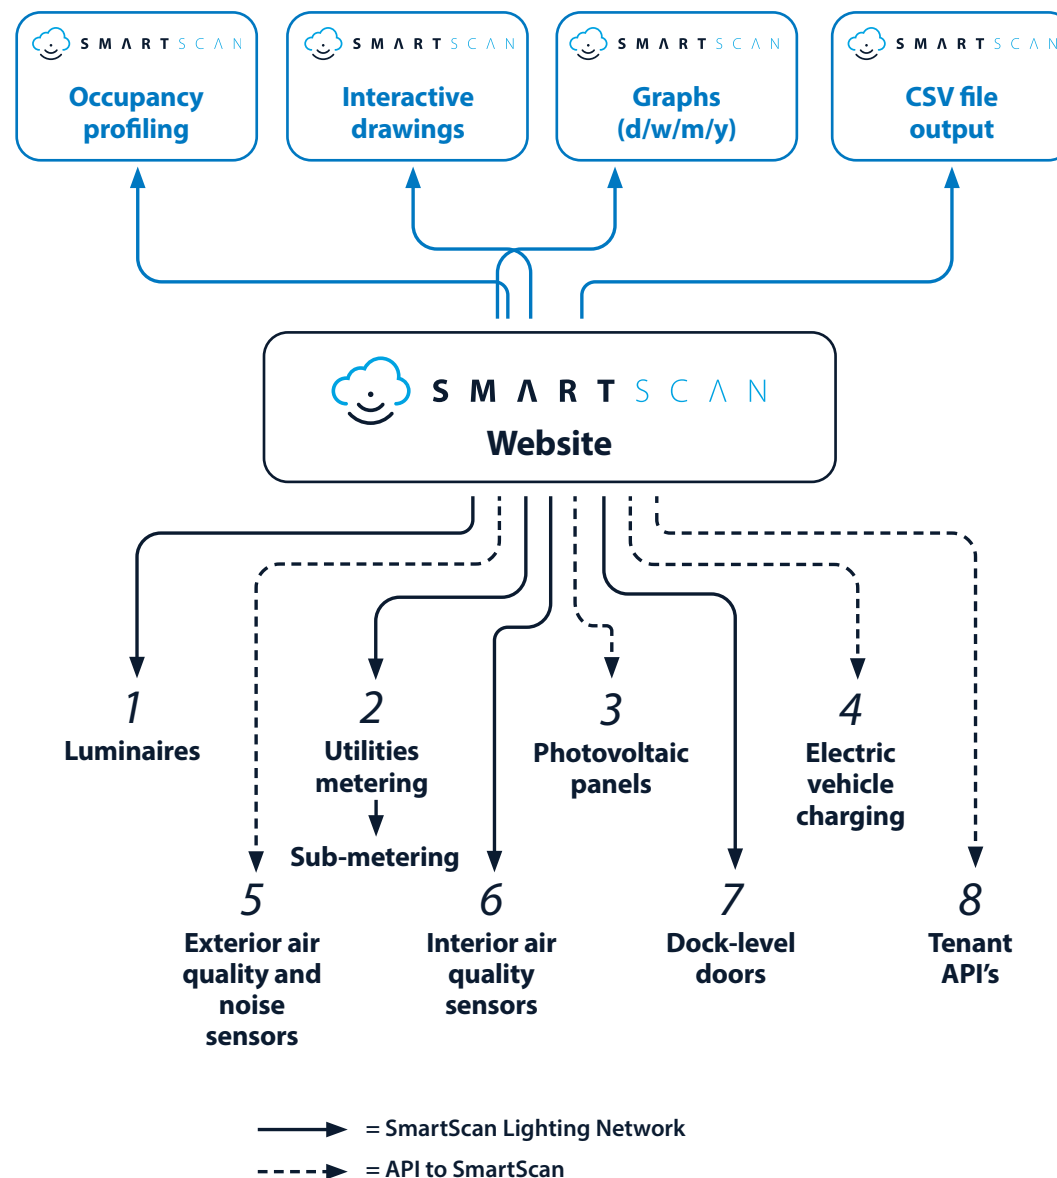 SMARTSCAN
Occupancy
profiling
SMARTSCAN
Interactive
drawings
SMARTSCAN
Graphs
(d/w/m/y)
SMARTSCAN
CSV file
output
SMARTSCAN
Website
1
Luminaires
2
Utilities
metering
Sub-metering
3
Photovoltaic
panels
4
Electric
vehicle
charging
5
Exterior air
quality and
noise
sensors
6
Interior air
quality
sensors
7
Dock-level
doors
8
Tenant
API's
= SmartScan Lighting Network
= API to SmartScan